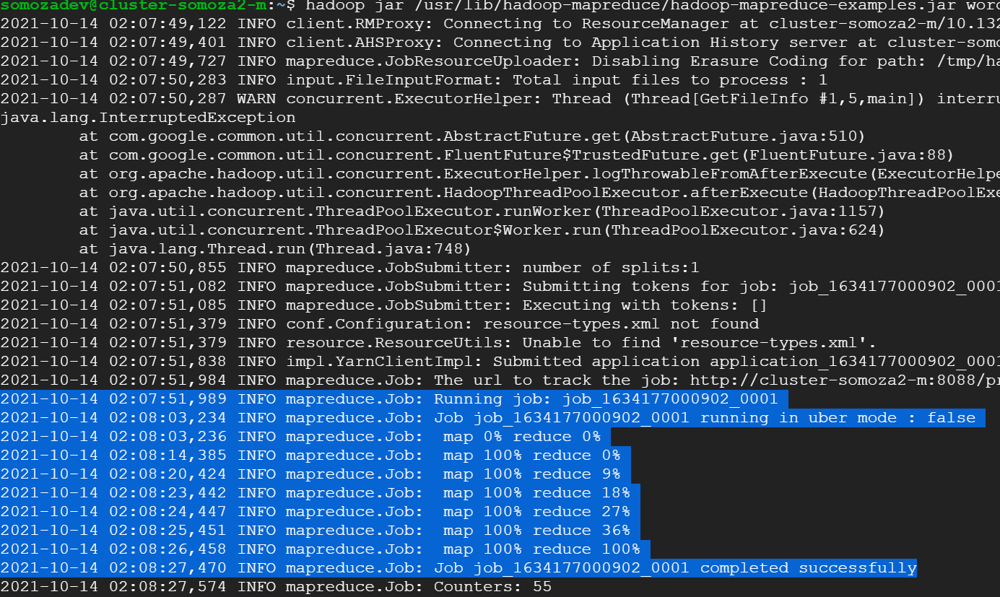 somozadev@cluster-somoza2-m:~$ hadoop jar /usr/lib/hadoop-mapreduce/hadoop-mapreduce-examples.jar
2021-10-14 02:07:49,122 INFO client.RMProxy: Connecting to ResourceManager at cluster-somoza2-m/10.132
2021-10-14 02:07:49,401 INFO client.AHSProxy: Connecting to Application History server at
2021-10-14 02:07:49,727 INFO mapreduce.JobResourceUploader: Disabling Erasure Coding for path:
2021-10-14 02:07:50,283 INFO input.FileInputFormat: Total input files to process : 1
2021-10-14 02:07:50,287 WARN concurrent.ExecutorHelper: Thread (Thread[GetFileInfo #1,5,main])
java.lang.InterruptedException
at com.google.common.util.concurrent.AbstractFuture.get(AbstractFuture.java:510)
at com.google.common.util.concurrent.FluentFuture$TrustedFuture.get(FluentFuture.java:88)
at org.apache.hadoop.util.concurrent.ExecutorHelper.logThrowableFromAfterExecute(ExecutorHelpe
at org.apache.hadoop.util.concurrent.HadoopThreadPoolExecutor.afterExecute(HadoopThreadPoolExe
at java.util.concurrent.ThreadPoolExecutor.runWorker(ThreadPoolExecutor.java:1157)
at java.util.concurrent.ThreadPoolExecutor$Worker.run(ThreadPoolExecutor.java:624)
at java.lang.Thread.run(Thread.java:748)
2021-10-14 02:07:50,855 INFO mapreduce.JobSubmitter: number of splits:1
2021-10-14 02:07:51,082 INFO mapreduce.JobSubmitter: Submitting tokens for job: job_1634177000902_0001
2021-10-14 02:07:51,085 INFO mapreduce.JobSubmitter: Executing with tokens: []
2021-10-14 02:07:51,379 INFO conf.Configuration: resource-types.xml not found
2021-10-14 02:07:51,379 INFO resource.ResourceUtils: Unable to find 'resource-types.xml'.
2021-10-14 02:07:51,838 INFO impl.YarnClientImpl: Submitted application application_1634177000902_0001
2021-10-14 02:07:51,984 INFO mapreduce.Job: The url to track the job: http://cluster-somoza2-m:8088/pr
2021-10-14 02:07:51,989 INFO mapreduce.Job: Running job: job_1634177000902_0001
2021-10-14 02:08:03,234 INFO mapreduce.Job: Job job_1634177000902_0001 running in uber mode : false
2021-10-14 02:08:03,236 INFO mapreduce.Job:  map 0% reduce 0%
2021-10-14 02:08:14,385 INFO mapreduce.Job:  map 100% reduce 0%
2021-10-14 02:08:20,424 INFO mapreduce.Job:  map 100% reduce 9%
2021-10-14 02:08:23,442 INFO mapreduce.Job:  map 100% reduce 18%
2021-10-14 02:08:24,447 INFO mapreduce.Job:  map 100% reduce 27%
2021-10-14 02:08:25,451 INFO mapreduce.Job:  map 100% reduce 36%
2021-10-14 02:08:26,458 INFO mapreduce.Job:  map 100% reduce 100%
2021-10-14 02:08:27,470 INFO mapreduce.Job: Job job_1634177000902_0001 completed successfully
2021-10-14 02:08:27,574 INFO mapreduce.Job: Counters: 55